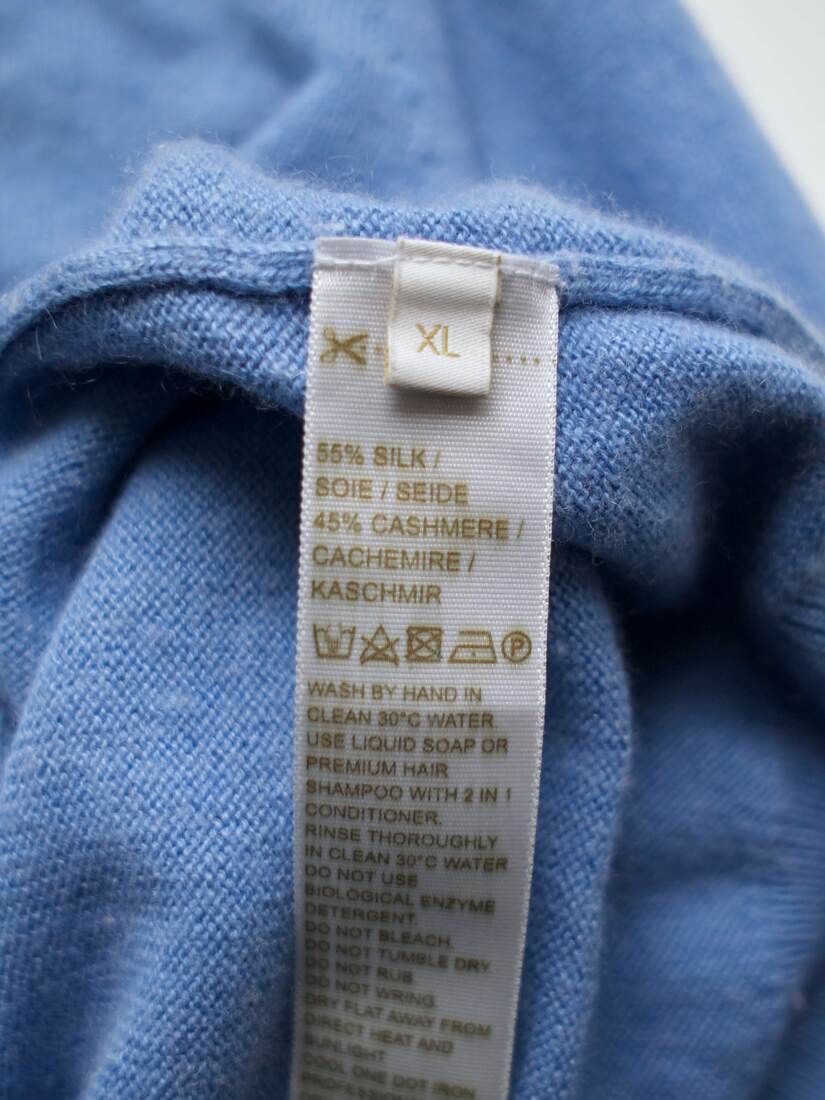 XL
55% SILK /
SOIE / SEIDE
45% CASHMERE /
CACHEMIRE /
KASCHMIR
P
WASH BY HAND IN
CLEAN 30°C WATER
USE LIQUID SOAP OR
PREMIUM HAIR
SHAMPOO WITH 2 IN 1
CONDITIONER.
RINSE THOROUGHLY
IN CLEAN 30°C WATER
DO NOT USE
BIOLOGICAL ENZYME
DETERGENT.
DO NOT BLEACH.
DO NOT TUMBLE DRY
DO NOT RUB.
DO NOT WRING.
DRY FLAT AWAY FROM
DIRECT HEAT AND
SUNLIGHT
COOL ONE DOT IRON
PROFESSIONAL